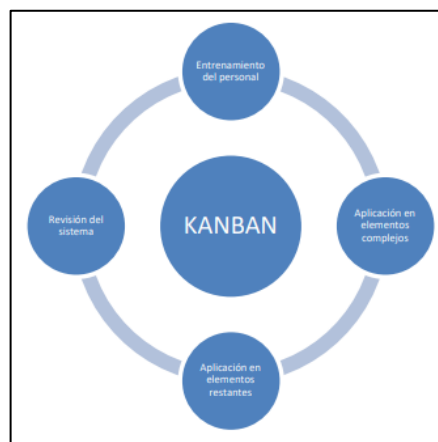 Entrenamiento
del personal
Revisión del
sistema
KANBAN
Aplicación en
elementos
complejos
Aplicación en
elementos
restantes